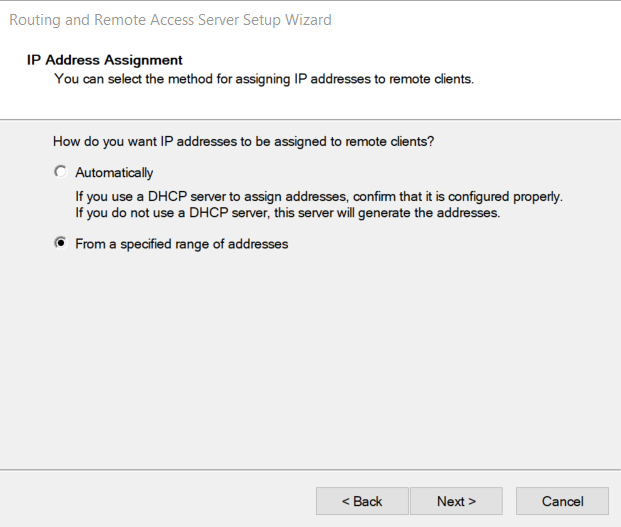 Routing and Remote Access Server Setup Wizard
IP Address Assignment
You can select the method for assigning IP addresses to remote clients.
How do you want IP addresses to be assigned to remote clients?
Automatically
If you use a DHCP server to assign addresses, confirm that it is configured properly.
If you do not use a DHCP server, this server will generate the addresses.
From a specified range of addresses
< Back
Next >
Cancel